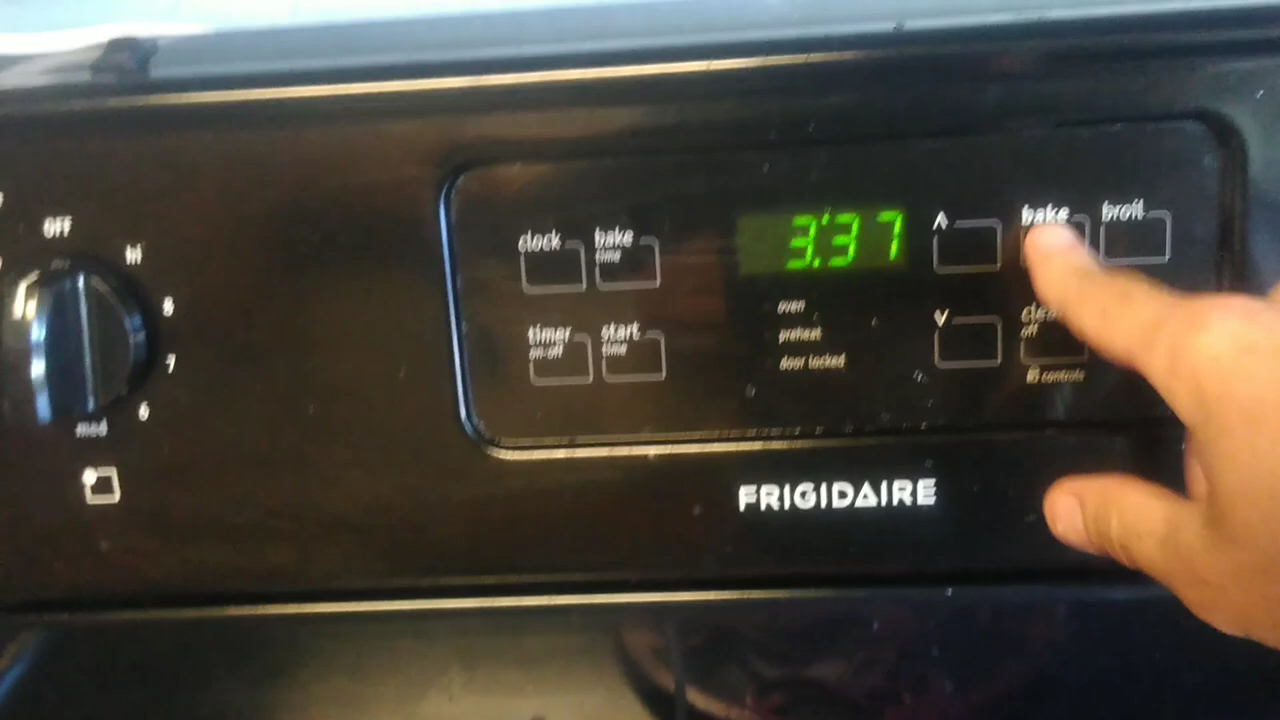 OFF
hi
8
7
6
med
clock
bake
time
timer
on-off
start
time
3:37
oven
preheat
door locked
^
v
bake
broil
off
controls
FRIGIDAIRE